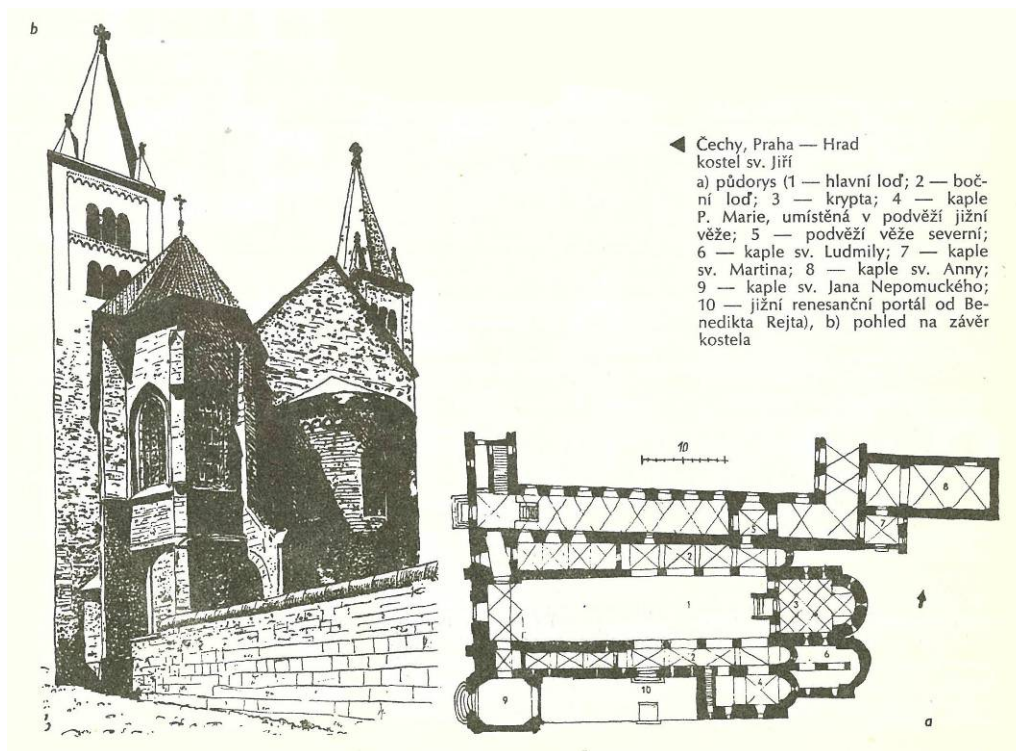 b
◀ Čechy, Praha — Hrad
kostel sv. Jiří
a) půdorys (1 — hlavní loď; 2 — boč-
ní loď; 3 — krypta; 4 — kaple
P. Marie, umístěná v podvěží jižní
věže; 5 — podvěží věže severní;
6 — kaple sv. Ludmily; 7 — kaple
sv. Martina; 8 — kaple sv. Anny;
9 — kaple sv. Jana Nepomuckého;
10 — jižní renesanční portál od Be-
nedikta Rejta), b) pohled na závěr
kostela
10
8
5
7
2
1
3
2
6
4
9
10
a